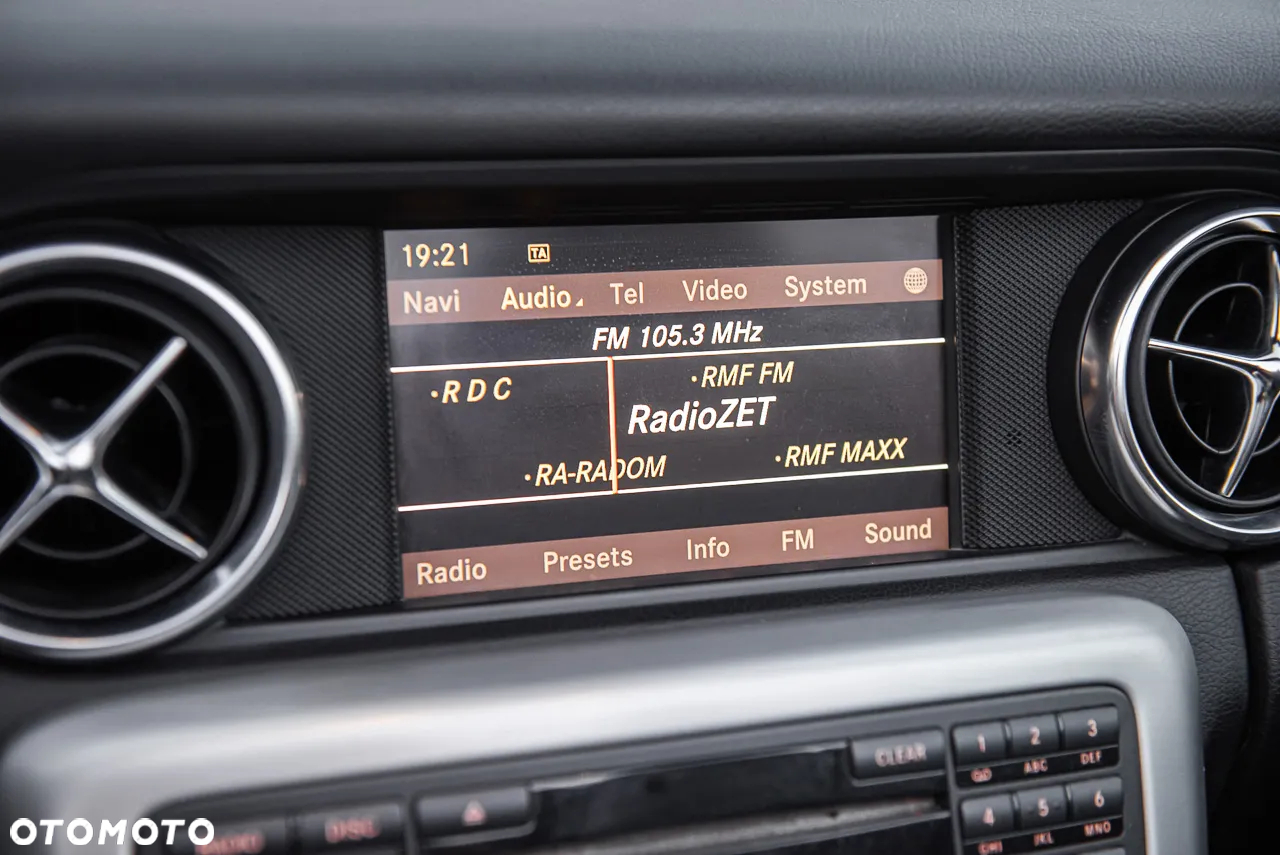 19:21 TA
Navi Audio Tel Video System
FM 105.3 MHz
·RDC ·RMF FM
RadioZET
·RA-RADOM ·RMF MAXX
Radio Presets Info FM Sound
CLEAR 1 2 3
ABC DEF
DISC 4 5 6
JKL MNO
OTOMOTO